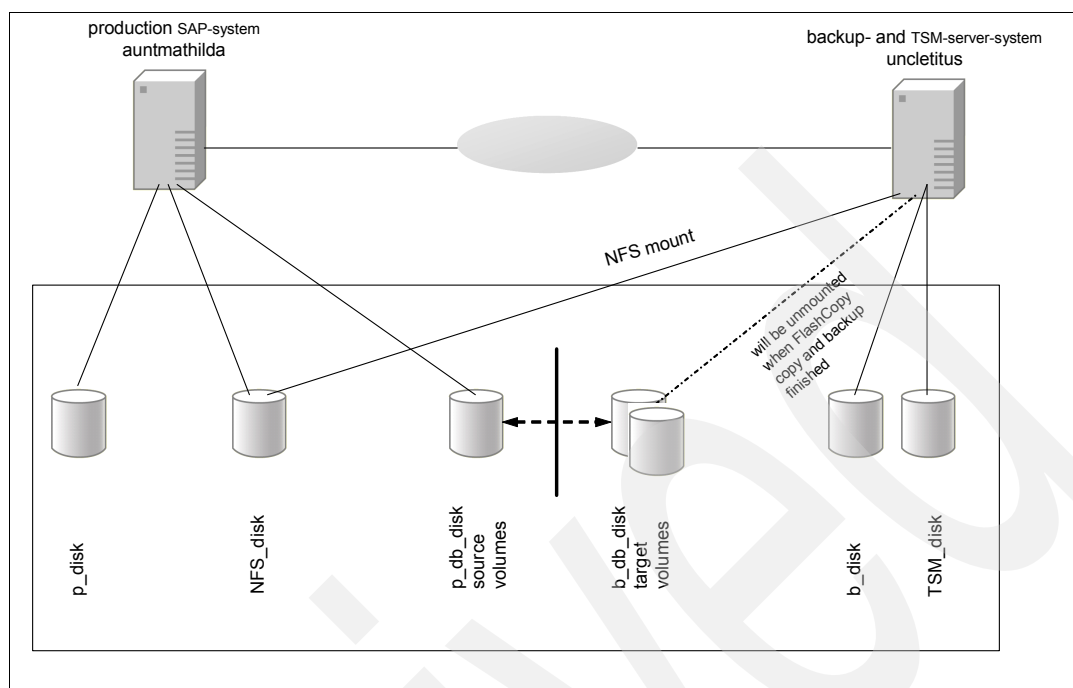 production SAP-system
auntmathilda
backup- and TSM-server-system
uncletitus
NFS mount
will be unmounted
when FlashCopy
copy and backup
finished
p_disk
NFS_disk
p_db_disk
source
volumes
b_db_disk
target
volumes
b_disk
TSM_disk